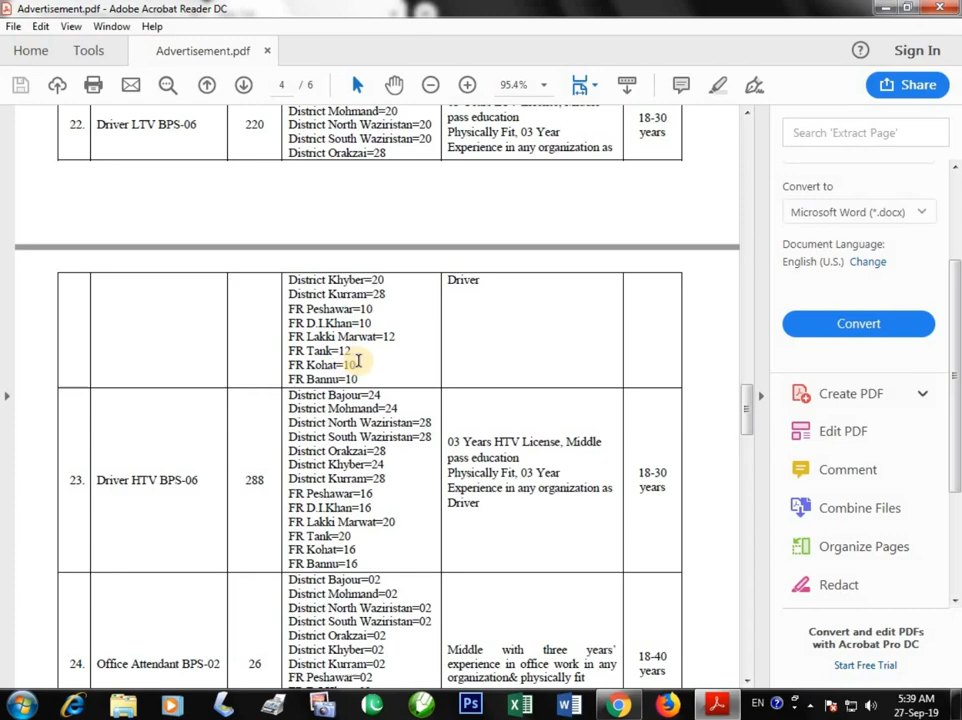 Advertisement.pdf - Adobe Acrobat Reader DC
File Edit View Window Help
Home Tools Advertisement.pdf × Sign In
4 / 6 95.4% Share
22. Driver LTV BPS-06 220
District Mohmand=20
District North Waziristan=20
District South Waziristan=20
District Orakzai=28
pass education
Physically Fit, 03 Year
Experience in any organization as
18-30
years
District Khyber=20
District Kurram=28
FR Peshawar=10
FR D.I.Khan=10
FR Lakki Marwat=12
FR Tank=12
FR Kohat=10
FR Bannu=10
Driver
23. Driver HTV BPS-06 288
District Bajour=24
District Mohmand=24
District North Waziristan=28
District South Waziristan=28
District Orakzai=28
District Khyber=24
District Kurram=28
FR Peshawar=16
FR D.I.Khan=16
FR Lakki Marwat=20
FR Tank=20
FR Kohat=16
FR Bannu=16
03 Years HTV License, Middle
pass education
Physically Fit, 03 Year
Experience in any organization as
Driver
18-30
years
24. Office Attendant BPS-02 26
District Bajour=02
District Mohmand=02
District North Waziristan=02
District South Waziristan=02
District Orakzai=02
District Khyber=02
District Kurram=02
FR Peshawar=02
Middle with three years'
experience in office work in any
organization& physically fit
18-40
years
Search 'Extract Page'
Convert to
Microsoft Word (*.docx)
Document Language:
English (U.S.) Change
Convert
Create PDF
Edit PDF
Comment
Combine Files
Organize Pages
Redact
Convert and edit PDFs
with Acrobat Pro DC
Start Free Trial
Ps
EN
5:39 AM
27-Sep-19